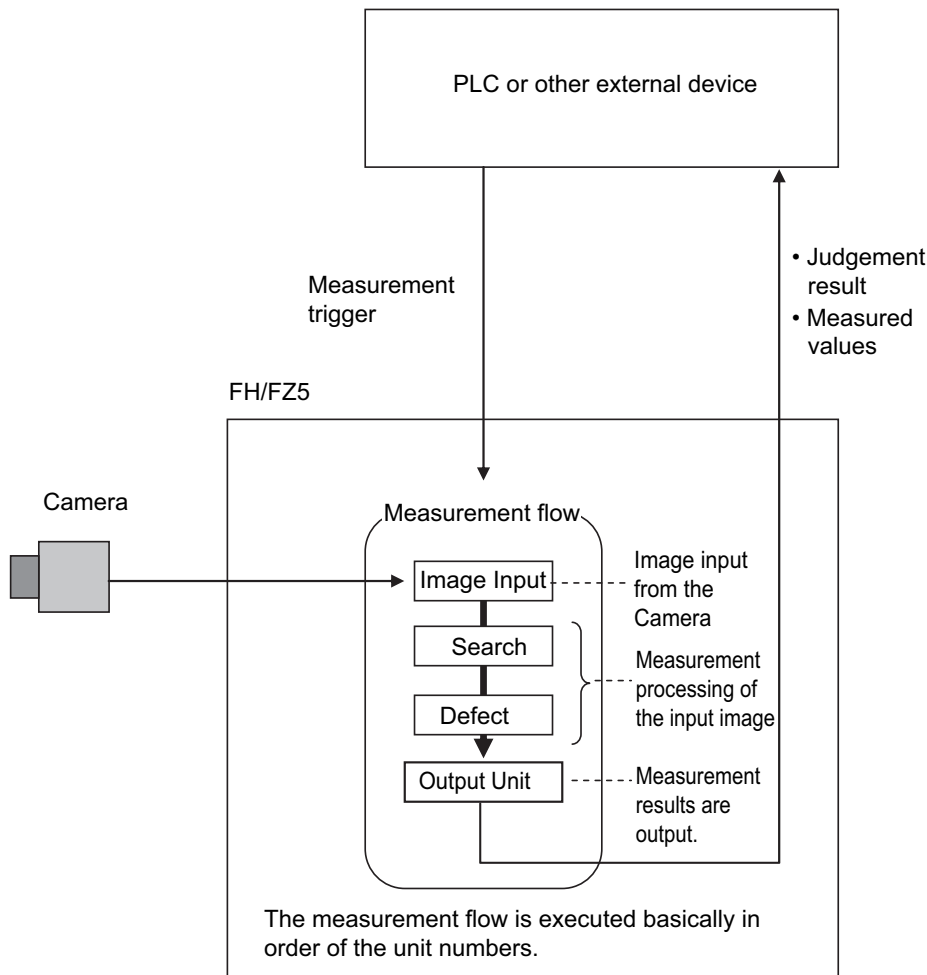 PLC or other external device
Measurement
trigger
• Judgement
result
• Measured
values
FH/FZ5
Camera
Measurement flow
Image Input
Image input
from the
Camera
Search
Defect
Measurement
processing of
the input image
Output Unit
Measurement
results are
output.
The measurement flow is executed basically in
order of the unit numbers.